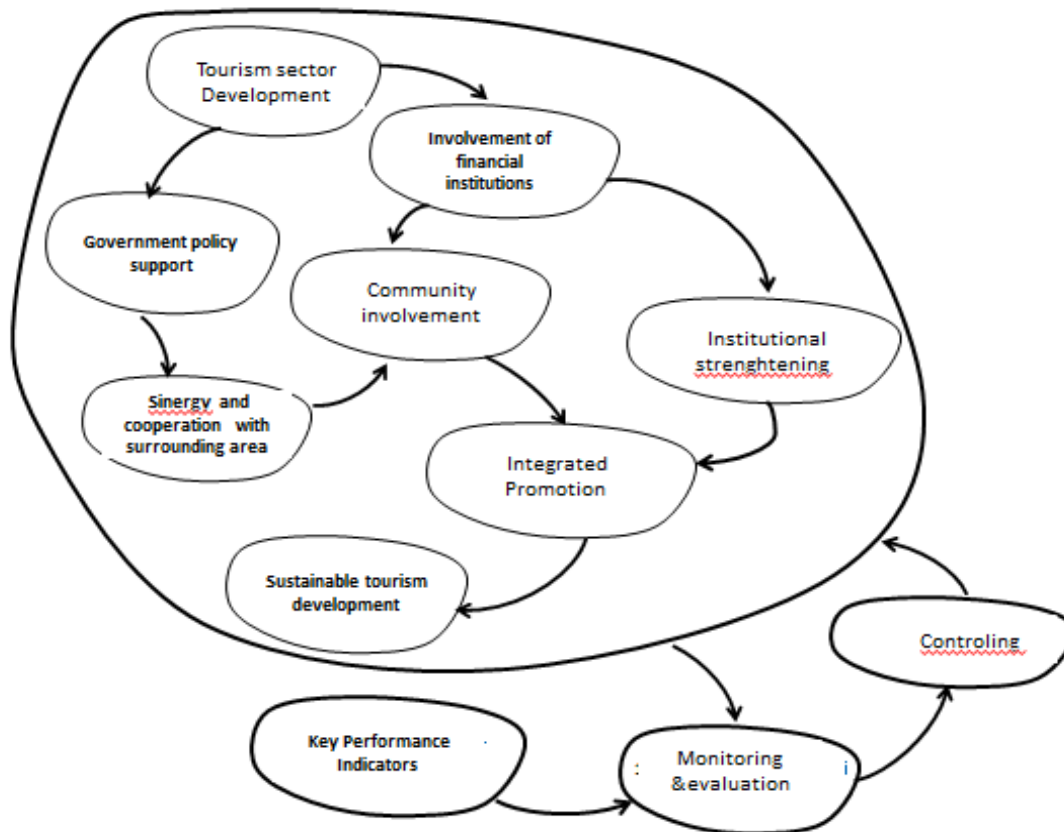 Tourism sector
Development
Involvement of
financial
institutions
Government policy
support
Community
involvement
Institutional
strenghtening
Sinergy and
cooperation with
surrounding area
Integrated
Promotion
Sustainable tourism
development
Controling
Key Performance
Indicators
Monitoring
: i
&evaluation